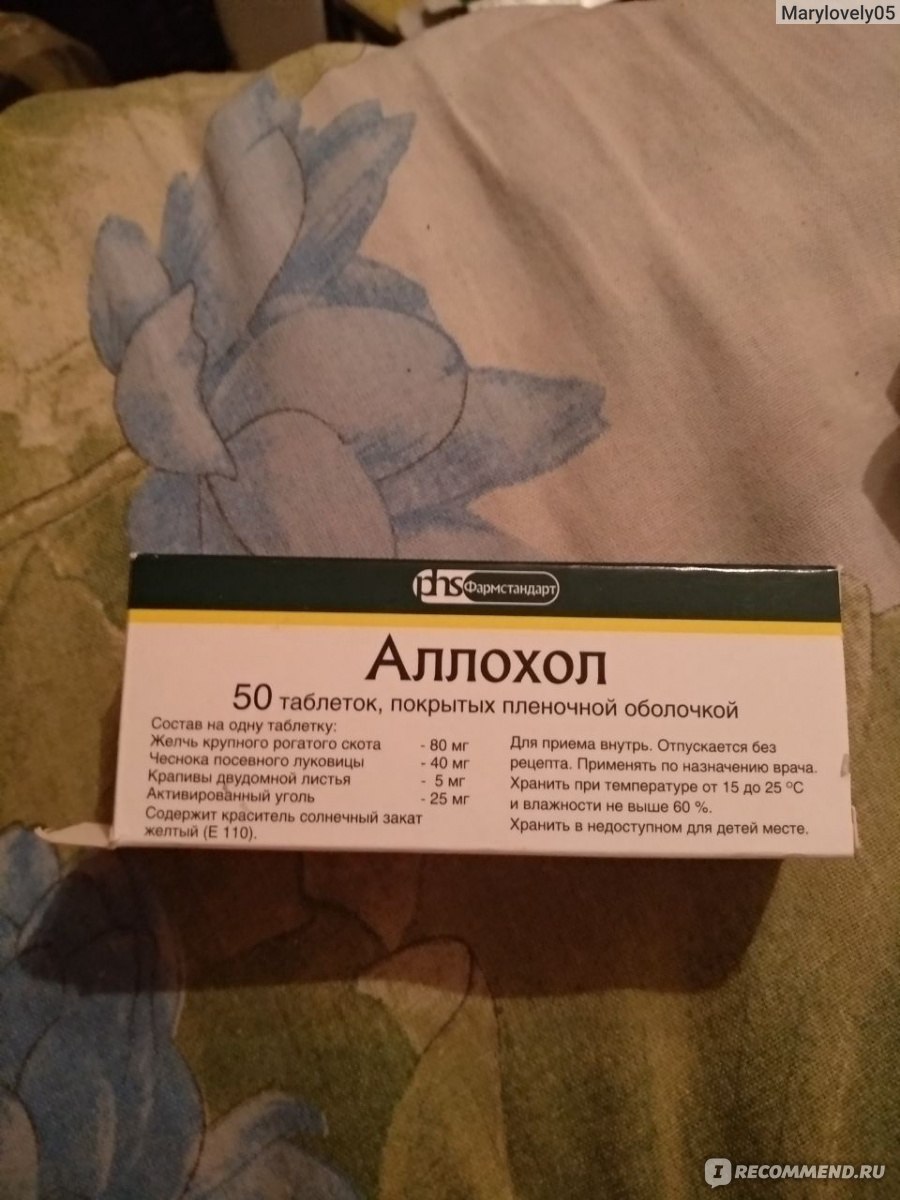 Marylovely05
phs Фармстандарт
Аллохол
50 таблеток, покрытых пленочной оболочкой
Состав на одну таблетку:
Желчь крупного рогатого скота - 80 мг
Чеснока посевного луковицы - 40 мг
Крапивы двудомной листья - 5 мг
Активированный уголь - 25 мг
Содержит краситель солнечный закат
желтый (Е 110).
Для приема внутрь. Отпускается без
рецепта. Применять по назначению врача.
Хранить при температуре от 15 до 25 °С
и влажности не выше 60 %.
Хранить в недоступном для детей месте.
IRECOMMEND.RU